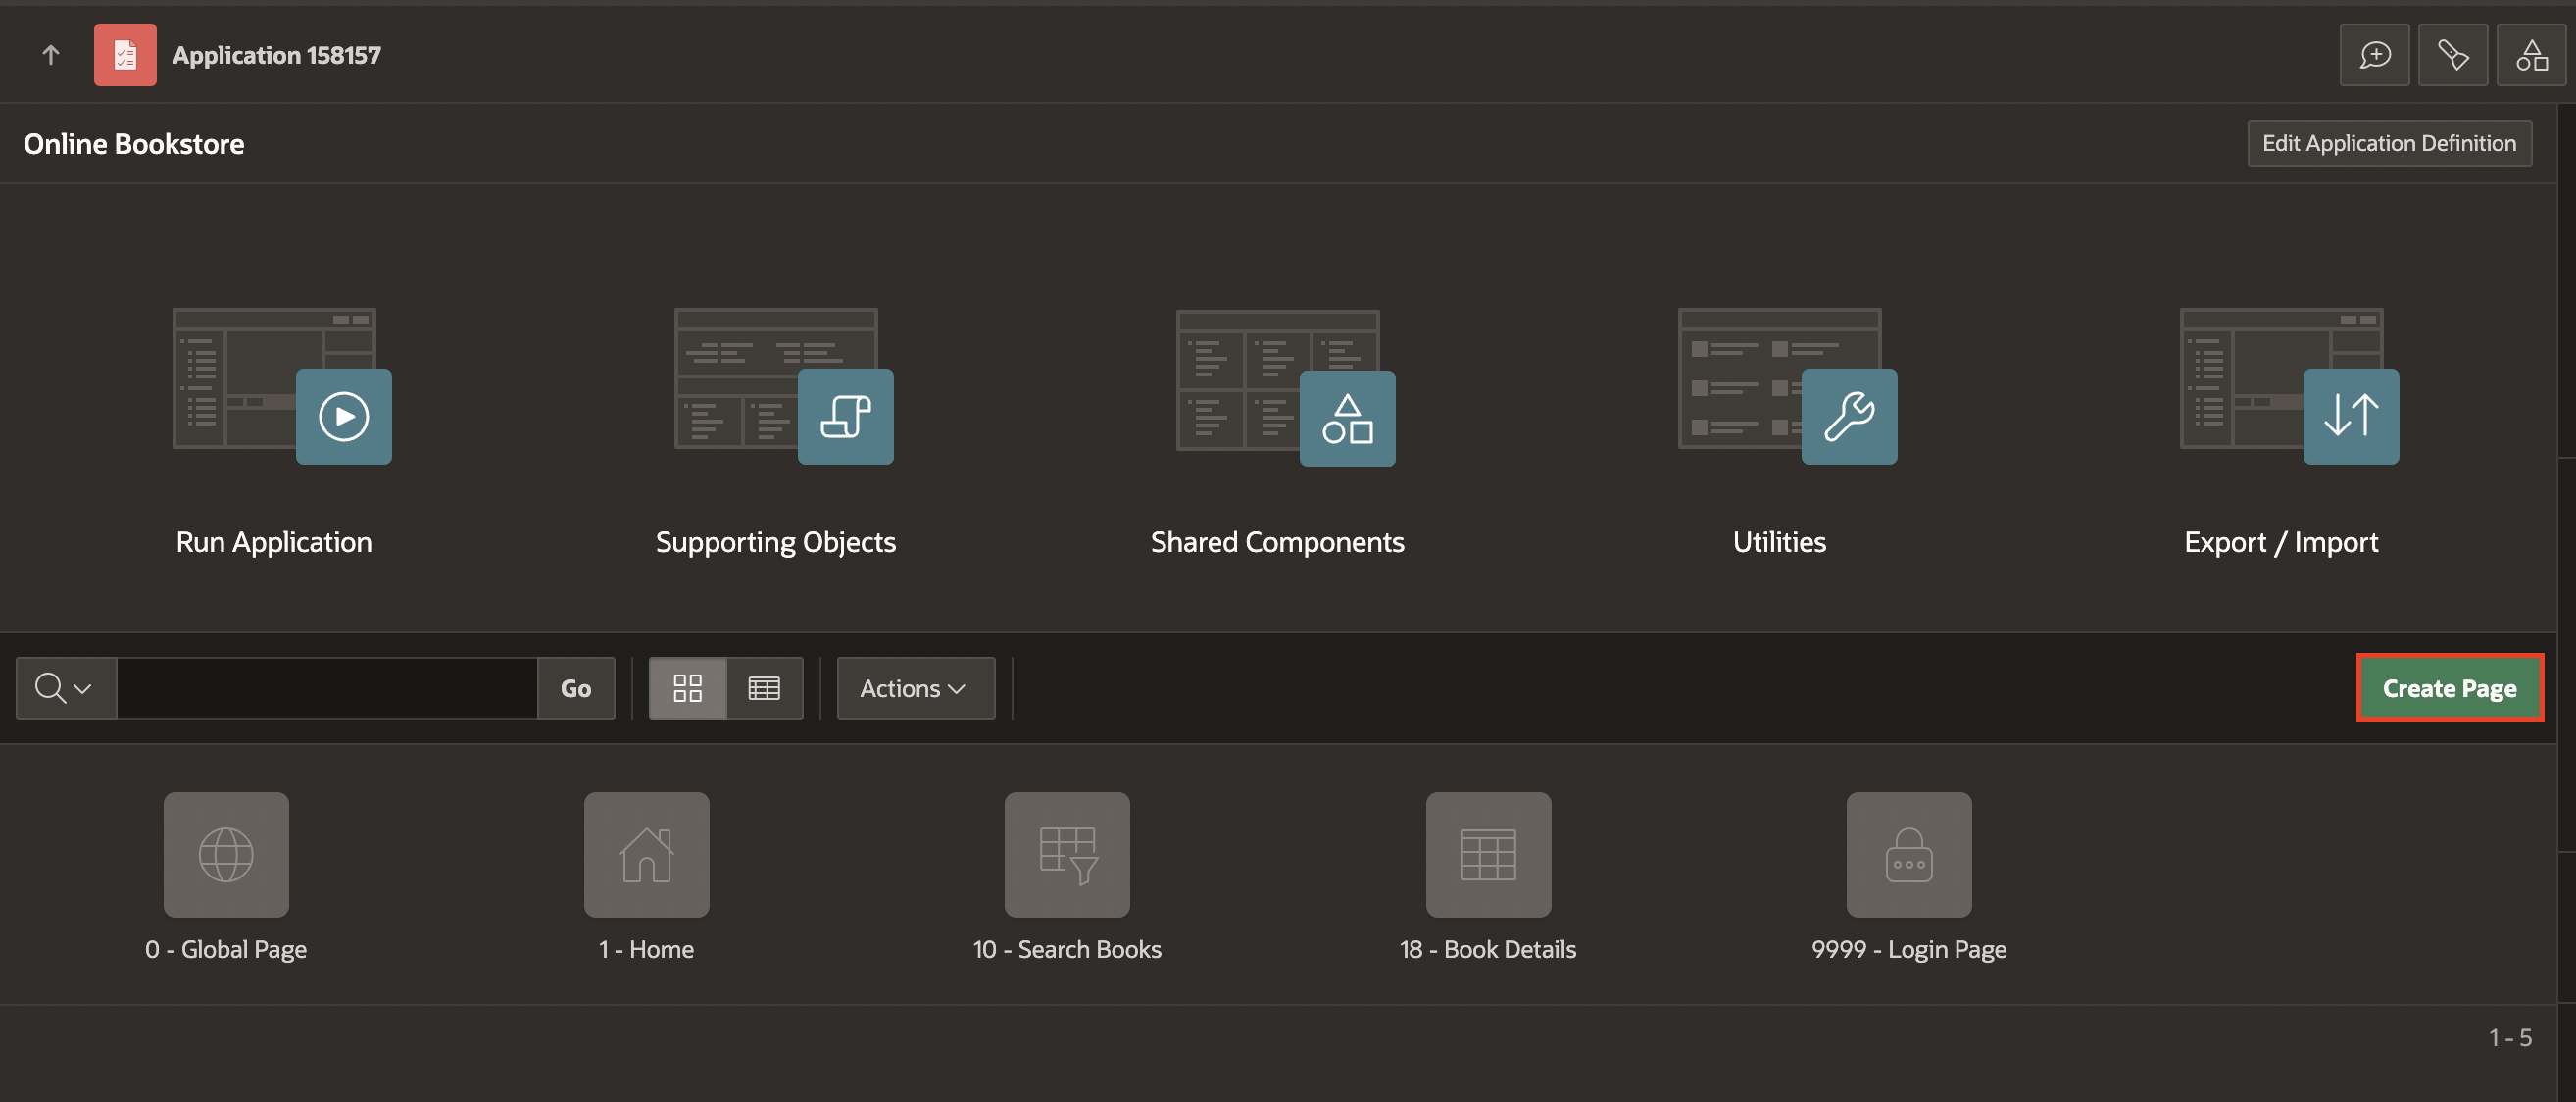 Application 158157
Online Bookstore
Edit Application Definition
Run Application
Supporting Objects
Shared Components
Utilities
Export / Import
Go
Actions
Create Page
0 - Global Page
1 - Home
10 - Search Books
18 - Book Details
9999 - Login Page
1 - 5